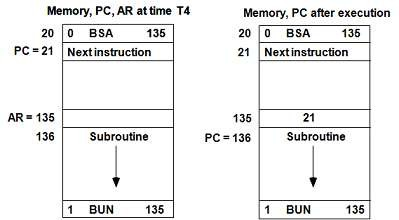 Memory, PC, AR at time T4
20 0 BSA 135
PC = 21 Next instruction
AR = 135
136 Subroutine
1 BUN 135
Memory, PC after execution
20 0 BSA 135
21 Next instruction
135 21
PC = 136 Subroutine
1 BUN 135